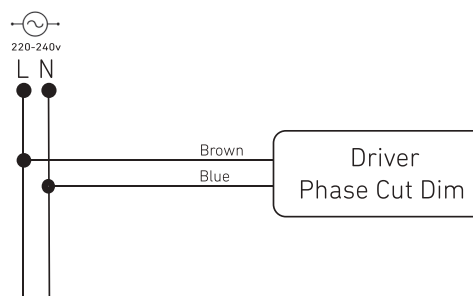 220-240v
L N
Brown
Blue
Driver
Phase Cut Dim